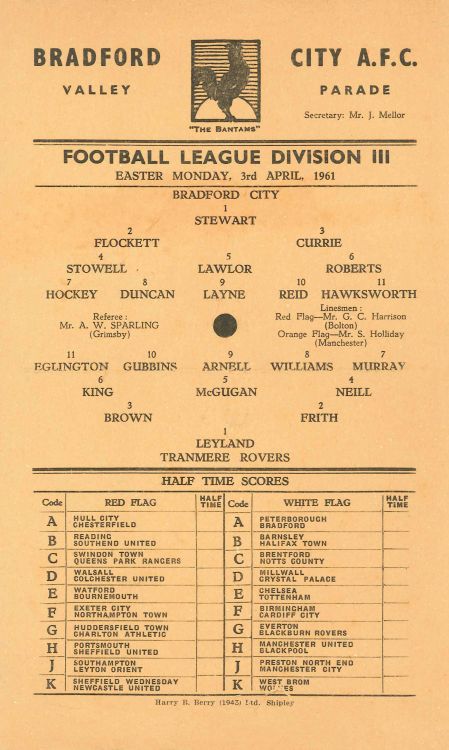 BRADFORD CITY A.F.C.
VALLEY PARADE
Secretary: Mr. J. Mellor
"THE BANTAMS"
FOOTBALL LEAGUE DIVISION III
EASTER MONDAY, 3rd APRIL, 1961
BRADFORD CITY
1
STEWART
2 3
FLOCKETT CURRIE
4 5 6
STOWELL LAWLOR ROBERTS
7 8 9 10 11
HOCKEY DUNCAN LAYNE REID HAWKSWORTH
Referee :
Mr. A. W. SPARLING
(Grimsby)
Linesmen :
Red Flag—Mr. G. C. Harrison
(Bolton)
Orange Flag—Mr. S. Holliday
(Manchester)
11 10 9 8 7
EGLINGTON GUBBINS ARNELL WILLIAMS MURRAY
6 5 4
KING McGUGAN NEILL
3 2
BROWN FRITH
1
LEYLAND
TRANMERE ROVERS
HALF TIME SCORES
Code RED FLAG HALF TIME Code WHITE FLAG HALF TIME
A HULL CITY A PETERBOROUGH
CHESTERFIELD BRADFORD
B READING B BARNSLEY
SOUTHEND UNITED HALIFAX TOWN
C SWINDON TOWN C BRENTFORD
QUEENS PARK RANGERS NOTTS COUNTY
D WALSALL D MILLWALL
COLCHESTER UNITED CRYSTAL PALACE
E WATFORD E CHELSEA
BOURNEMOUTH TOTTENHAM
F EXETER CITY F BIRMINGHAM
NORTHAMPTON TOWN CARDIFF CITY
G HUDDERSFIELD TOWN G EVERTON
CHARLTON ATHLETIC BLACKBURN ROVERS
H PORTSMOUTH H MANCHESTER UNITED
SHEFFIELD UNITED BLACKPOOL
J SOUTHAMPTON J PRESTON NORTH END
LEYTON ORIENT MANCHESTER CITY
K SHEFFIELD WEDNESDAY K WEST BROM
NEWCASTLE UNITED WOLVES
Harry B. Berry (1943) Ltd. Shipley